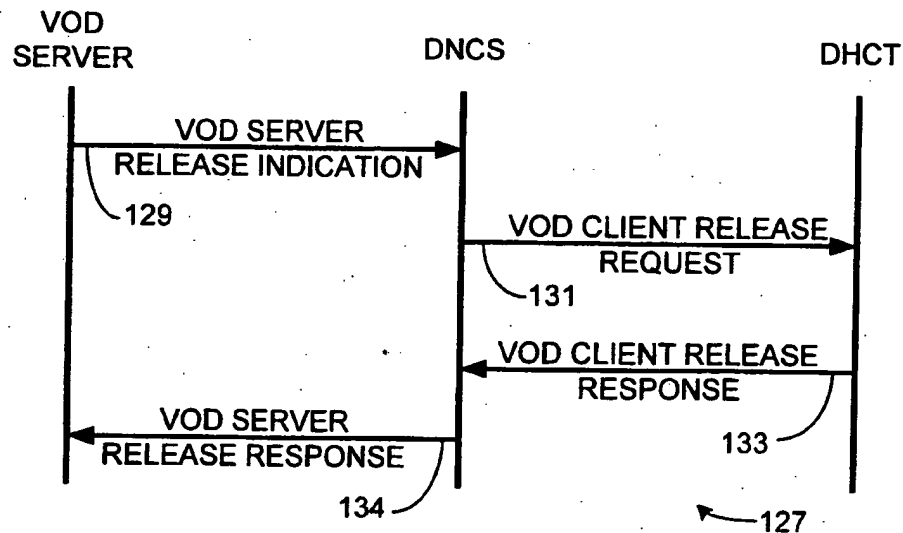 VOD
SERVER
DNCS
DHCT
VOD SERVER
RELEASE INDICATION
129
VOD CLIENT RELEASE
REQUEST
131
VOD CLIENT RELEASE
RESPONSE
133
VOD SERVER
RELEASE RESPONSE
134
127